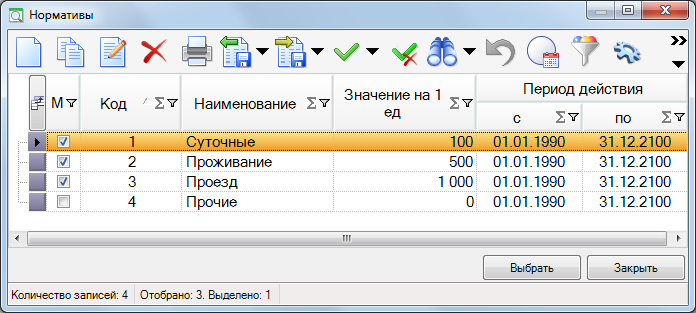 Нормативы
Период действия
М Код Σ Наименование Σ Значение на 1 ед Σ с Σ по Σ
1 Суточные 100 01.01.1990 31.12.2100
2 Проживание 500 01.01.1990 31.12.2100
3 Проезд 1 000 01.01.1990 31.12.2100
4 Прочие 0 01.01.1990 31.12.2100
Выбрать Закрыть
Количество записей: 4 Отобрано: 3. Выделено: 1